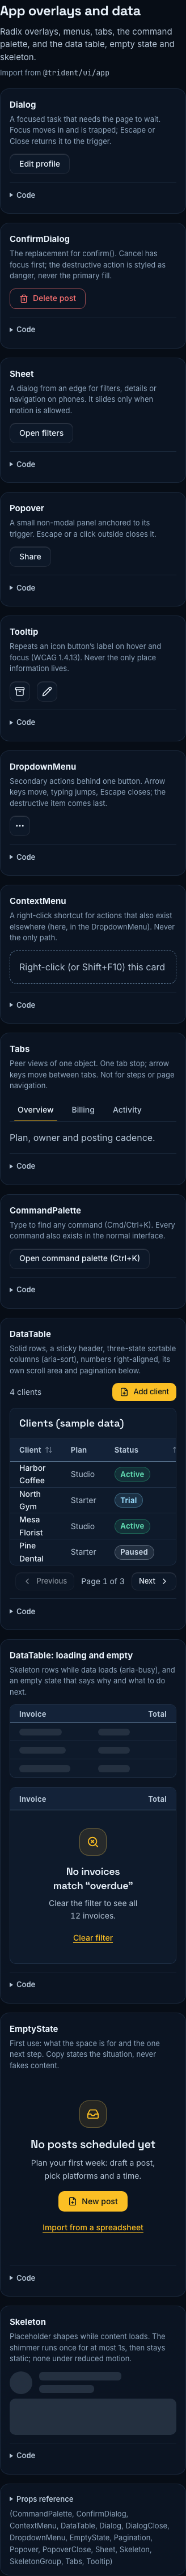 App overlays and data
Radix overlays, menus, tabs, the command
palette, and the data table, empty state and
skeleton.
Import from @trident/ui/app
Dialog
A focused task that needs the page to wait.
Focus moves in and is trapped; Escape or
Close returns it to the trigger.
Edit profile
Code
ConfirmDialog
The replacement for confirm(). Cancel has
focus first; the destructive action is styled as
danger, never the primary fill.
Delete post
Code
Sheet
A dialog from an edge for filters, details or
navigation on phones. It slides only when
motion is allowed.
Open filters
Code
Popover
A small non-modal panel anchored to its
trigger. Escape or a click outside closes it.
Share
Code
Tooltip
Repeats an icon button's label on hover and
focus (WCAG 1.4.13). Never the only place
information lives.
Code
DropdownMenu
Secondary actions behind one button. Arrow
keys move, typing jumps, Escape closes; the
destructive item comes last.
Code
ContextMenu
A right-click shortcut for actions that also exist
elsewhere (here, in the DropdownMenu). Never
the only path.
Right-click (or Shift+F10) this card
Code
Tabs
Peer views of one object. One tab stop; arrow
keys move between tabs. Not for steps or page
navigation.
Overview Billing Activity
Plan, owner and posting cadence.
Code
CommandPalette
Type to find any command (Cmd/Ctrl+K). Every
command also exists in the normal interface.
Open command palette (Ctrl+K)
Code
DataTable
Solid rows, a sticky header, three-state sortable
columns (aria-sort), numbers right-aligned, its
own scroll area and pagination below.
4 clients Add client
Clients (sample data)
Client Plan Status
Harbor
Coffee
Studio Active
North
Gym
Starter Trial
Mesa
Florist
Studio Active
Pine
Dental
Starter Paused
Previous Page 1 of 3 Next
Code
DataTable: loading and empty
Skeleton rows while data loads (aria-busy), and
an empty state that says why and what to do
next.
Invoice Total
Invoice Total
No invoices
match “overdue”
Clear the filter to see all
12 invoices.
Clear filter
Code
EmptyState
First use: what the space is for and the one
next step. Copy states the situation, never
fakes content.
No posts scheduled yet
Plan your first week: draft a post,
pick platforms and a time.
New post
Import from a spreadsheet
Code
Skeleton
Placeholder shapes while content loads. The
shimmer runs once for at most 1s, then stays
static; none under reduced motion.
Code
Props reference
(CommandPalette, ConfirmDialog,
ContextMenu, DataTable, Dialog, DialogClose,
DropdownMenu, EmptyState, Pagination,
Popover, PopoverClose, Sheet, Skeleton,
SkeletonGroup, Tabs, Tooltip)